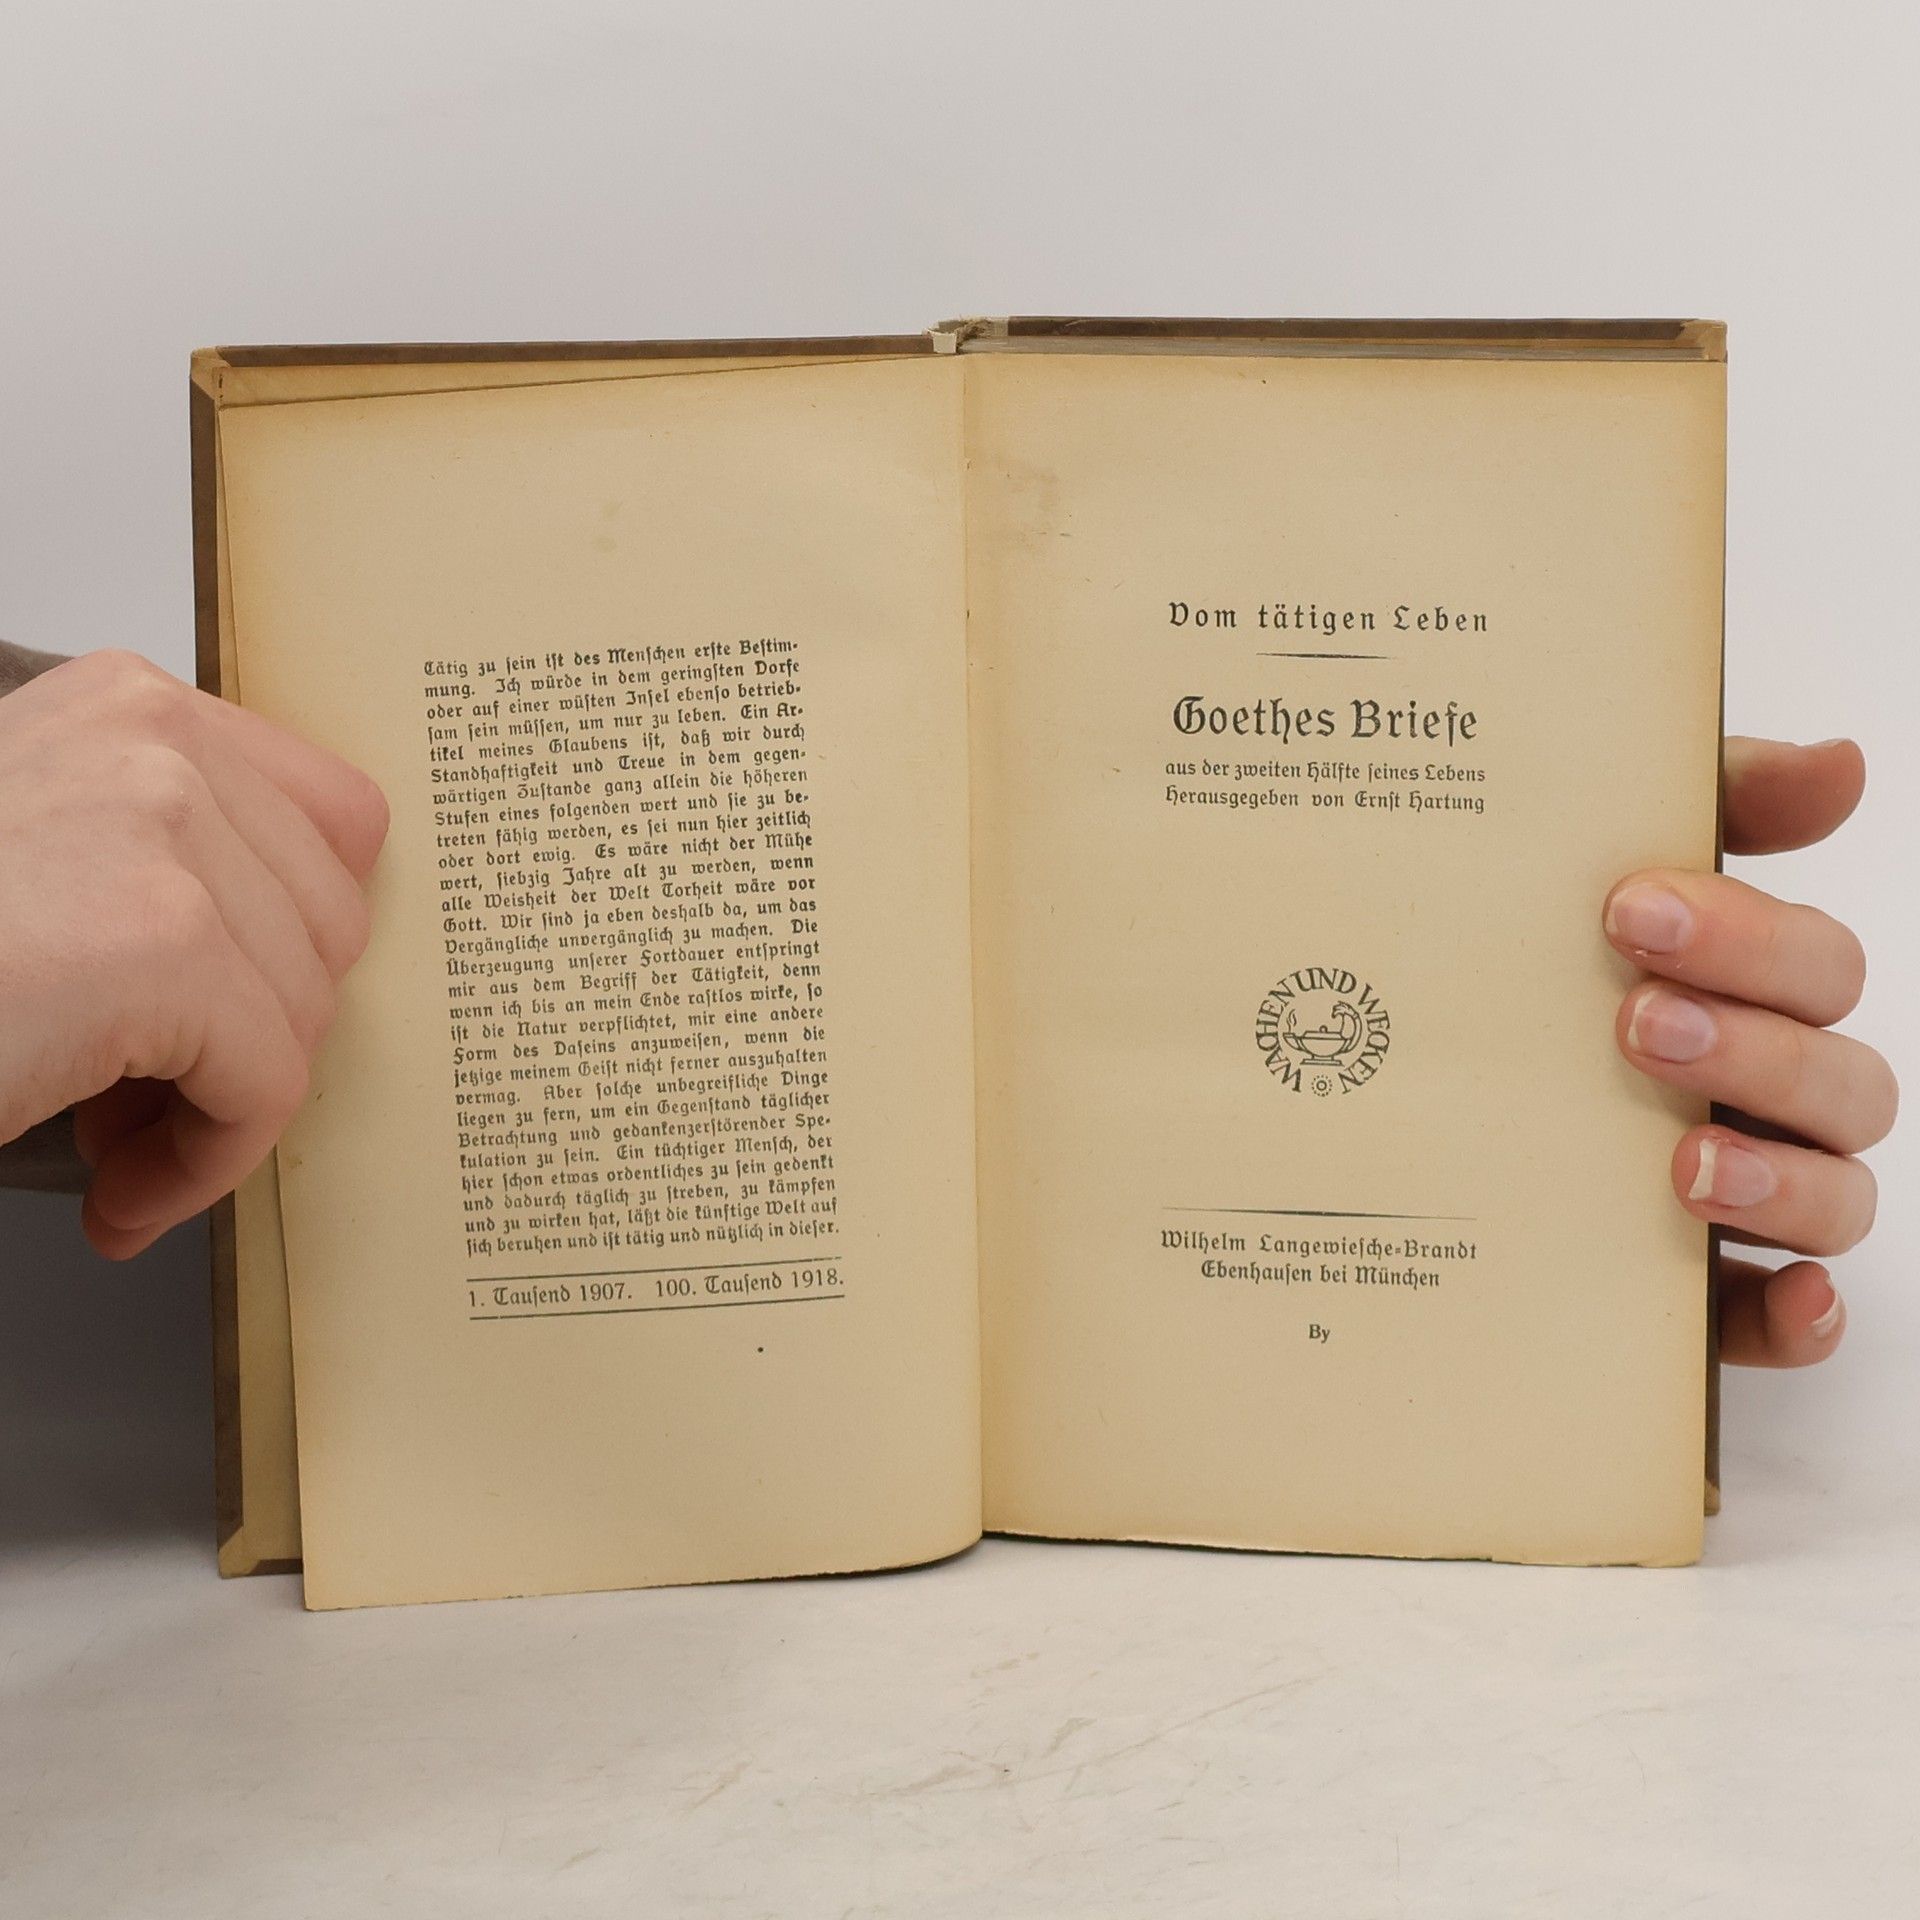 Tätig zu ſein iſt des Menſchen erſte Beſtim-
mung. Ich würde in dem geringſten Dorfe
oder auf einer wüſten Inſel ebenſo betrieb-
ſam ſein müſſen, um nur zu leben. Ein Ar-
tikel meines Glaubens iſt, daß wir durch
Standhaftigkeit und Treue in dem gegen-
wärtigen Zuſtande ganz allein die höheren
Stufen eines folgenden wert und ſie zu be-
treten fähig werden, es ſei nun hier zeitlich
oder dort ewig. Es wäre nicht der Mühe
wert, ſiebzig Jahre alt zu werden, wenn
alle Weisheit der Welt Torheit wäre vor
Gott. Wir ſind ja eben deshalb da, um das
Vergängliche unvergänglich zu machen. Die
Überzeugung unſerer Fortdauer entſpringt
mir aus dem Begriff der Tätigkeit, denn
wenn ich bis an mein Ende raſtlos wirke, ſo
iſt die Natur verpflichtet, mir eine andere
Form des Daſeins anzuweiſen, wenn die
jetzige meinem Geiſt nicht ferner auszuhalten
vermag. Aber ſolche unbegreifliche Dinge
liegen zu fern, um ein Gegenſtand täglicher
Betrachtung und gedankenzerſtörender Spe-
kulation zu ſein. Ein tüchtiger Menſch, der
hier ſchon etwas ordentliches zu ſein gedenkt
und dadurch täglich zu ſtreben, zu kämpfen
und zu wirken hat, läßt die künftige Welt auf
ſich beruhen und iſt tätig und nützlich in dieſer.
1. Tauſend 1907. 100. Tauſend 1918.
Vom tätigen Leben
Goethes Briefe
aus der zweiten Hälfte ſeines Lebens
Herausgegeben von Ernſt Hartung
WACHEN UND WECKEN
Wilhelm Langewieſche-Brandt
Ebenhauſen bei München
By